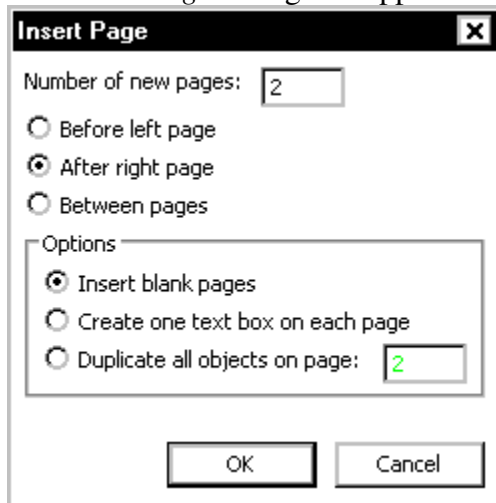 Insert Page
Number of new pages: 2
Before left page
After right page
Between pages
Options
Insert blank pages
Create one text box on each page
Duplicate all objects on page: 2
OK Cancel